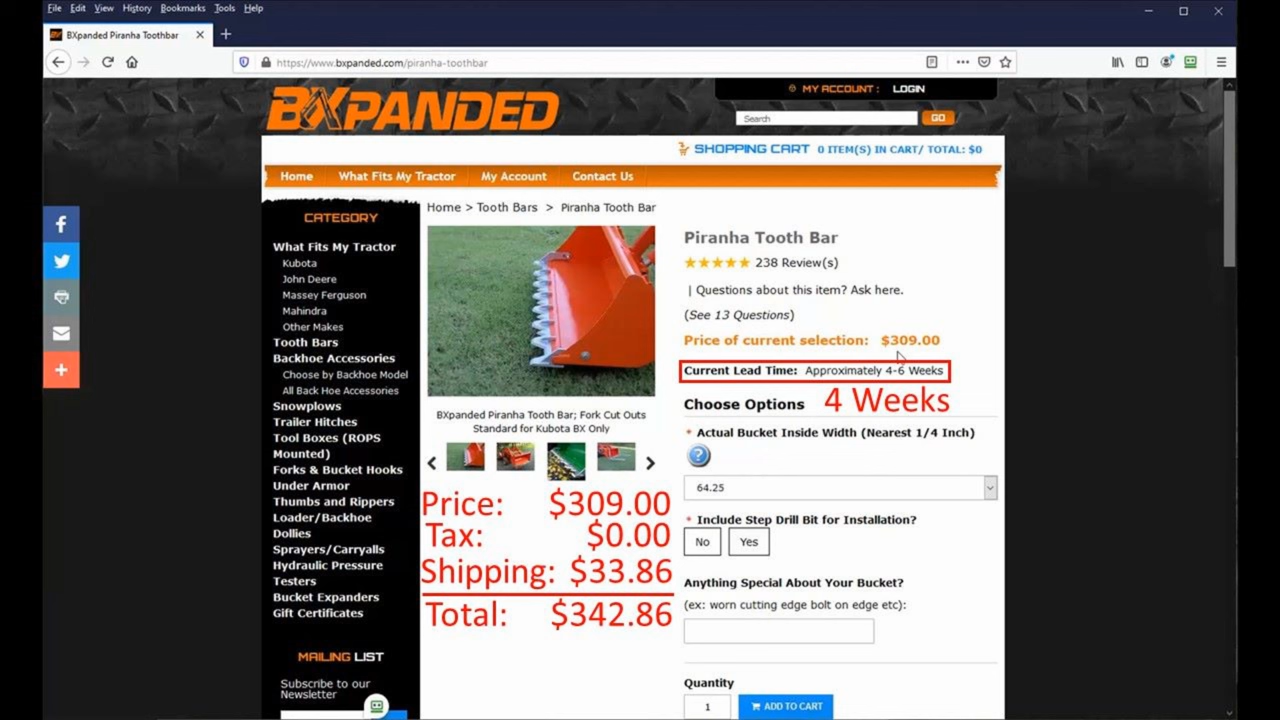 File Edit View History Bookmarks Tools Help
BXpanded Piranha Toothbar
https://www.bxpanded.com/piranha-toothbar
BXPANDED
MY ACCOUNT : LOGIN
Search GO
SHOPPING CART 0 ITEM(S) IN CART/ TOTAL: $0
Home What Fits My Tractor My Account Contact Us
CATEGORY
What Fits My Tractor
Kubota
John Deere
Massey Ferguson
Mahindra
Other Makes
Tooth Bars
Backhoe Accessories
Choose by Backhoe Model
All Back Hoe Accessories
Snowplows
Trailer Hitches
Tool Boxes (ROPS
Mounted)
Forks & Bucket Hooks
Under Armor
Thumbs and Rippers
Loader/Backhoe
Dollies
Sprayers/Carryalls
Hydraulic Pressure
Testers
Bucket Expanders
Gift Certificates
MAILING LIST
Subscribe to our
Newsletter
Home > Tooth Bars > Piranha Tooth Bar
BXpanded Piranha Tooth Bar; Fork Cut Outs
Standard for Kubota BX Only
Price: $309.00
Tax: $0.00
Shipping: $33.86
Total: $342.86
Piranha Tooth Bar
238 Review(s)
| Questions about this item? Ask here.
(See 13 Questions)
Price of current selection: $309.00
Current Lead Time: Approximately 4-6 Weeks
Choose Options 4 Weeks
* Actual Bucket Inside Width (Nearest 1/4 Inch)
?
64.25
* Include Step Drill Bit for Installation?
No Yes
Anything Special About Your Bucket?
(ex: worn cutting edge bolt on edge etc):
Quantity
1 ADD TO CART